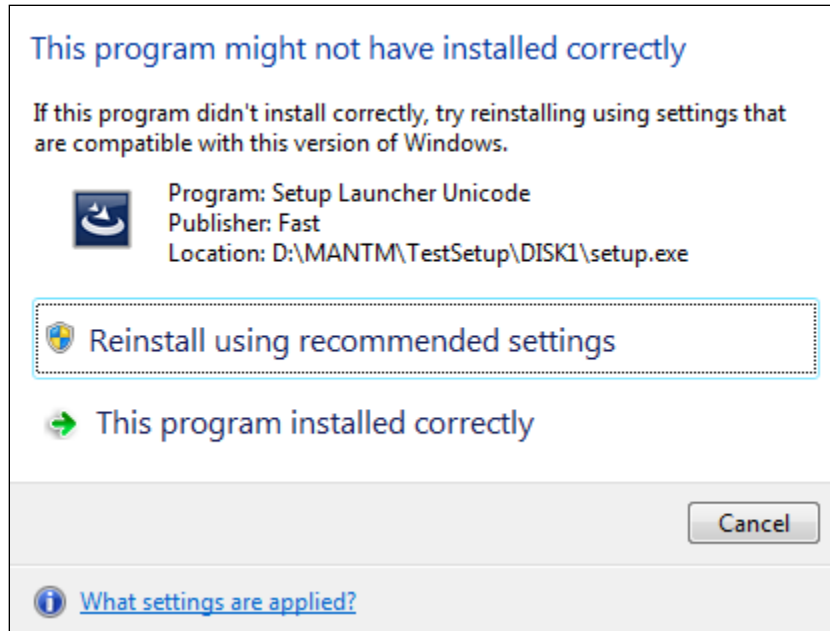 This program might not have installed correctly
If this program didn't install correctly, try reinstalling using settings that
are compatible with this version of Windows.
Program: Setup Launcher Unicode
Publisher: Fast
Location: D:\MANTM\TestSetup\DISK1\setup.exe
Reinstall using recommended settings
This program installed correctly
Cancel
What settings are applied?